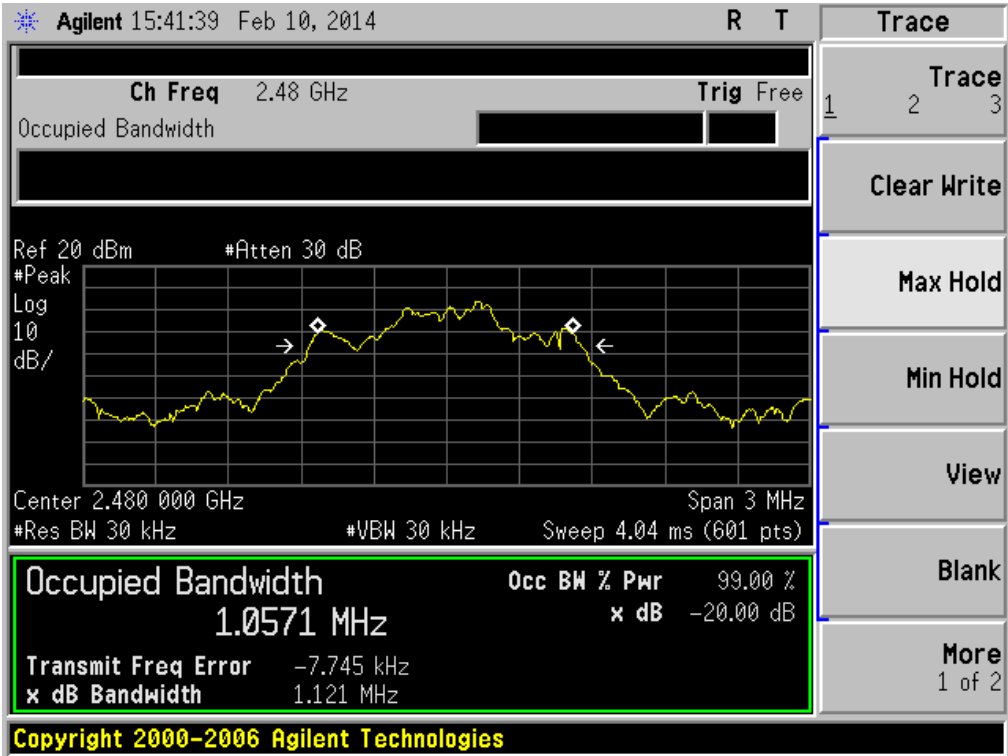 Agilent 15:41:39 Feb 10, 2014 R T
Trace
Ch Freq 2.48 GHz Trig Free
Occupied Bandwidth
Trace
1 2 3
Clear Write
Max Hold
Min Hold
View
Blank
More
1 of 2
Ref 20 dBm #Atten 30 dB
#Peak
Log
10
dB/
Center 2.480 000 GHz Span 3 MHz
#Res BW 30 kHz #VBW 30 kHz Sweep 4.04 ms (601 pts)
Occupied Bandwidth Occ BW % Pwr 99.00 %
1.0571 MHz x dB -20.00 dB
Transmit Freq Error -7.745 kHz
x dB Bandwidth 1.121 MHz
Copyright 2000-2006 Agilent Technologies